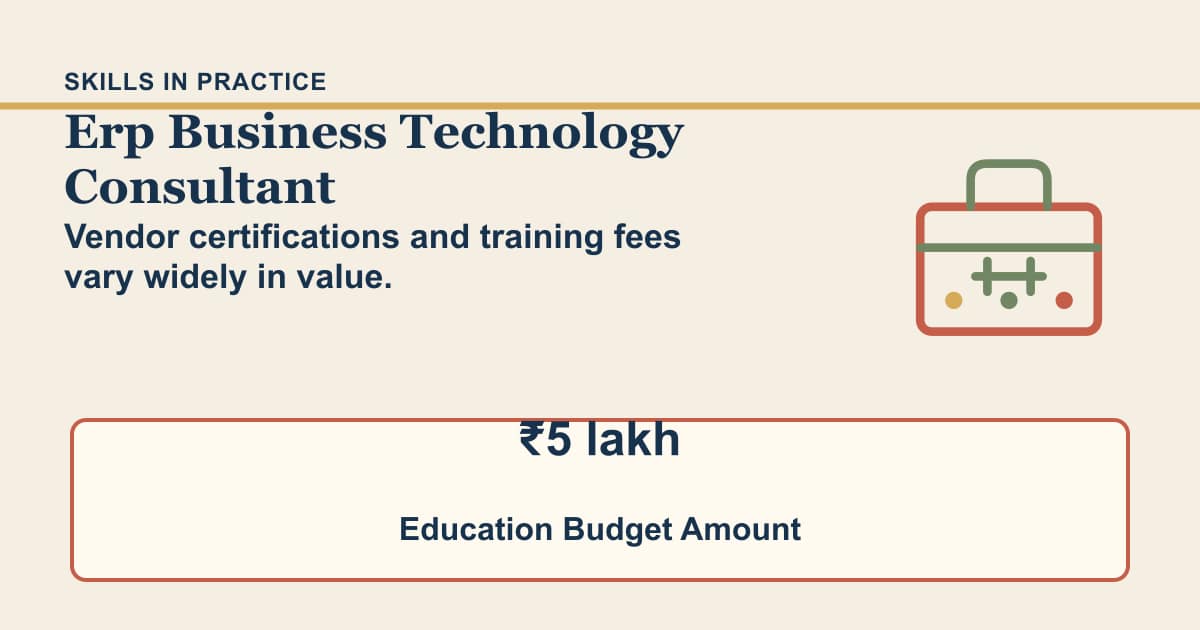 SKILLS IN PRACTICE
Erp Business Technology
Consultant
Vendor certifications and training fees
vary widely in value.
₹5 lakh
Education Budget Amount